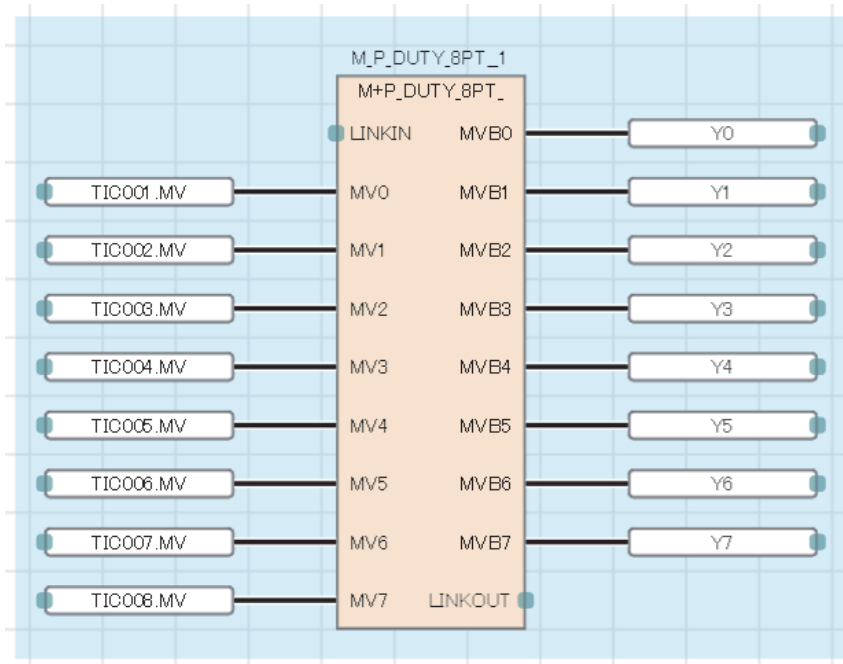 M_P_DUTY_8PT_1
M+P_DUTY_8PT_
LINKIN MVB0 Y0
TIC001.MV MV0 MVB1 Y1
TIC002.MV MV1 MVB2 Y2
TIC003.MV MV2 MVB3 Y3
TIC004.MV MV3 MVB4 Y4
TIC005.MV MV4 MVB5 Y5
TIC006.MV MV5 MVB6 Y6
TIC007.MV MV6 MVB7 Y7
TIC008.MV MV7 LINKOUT